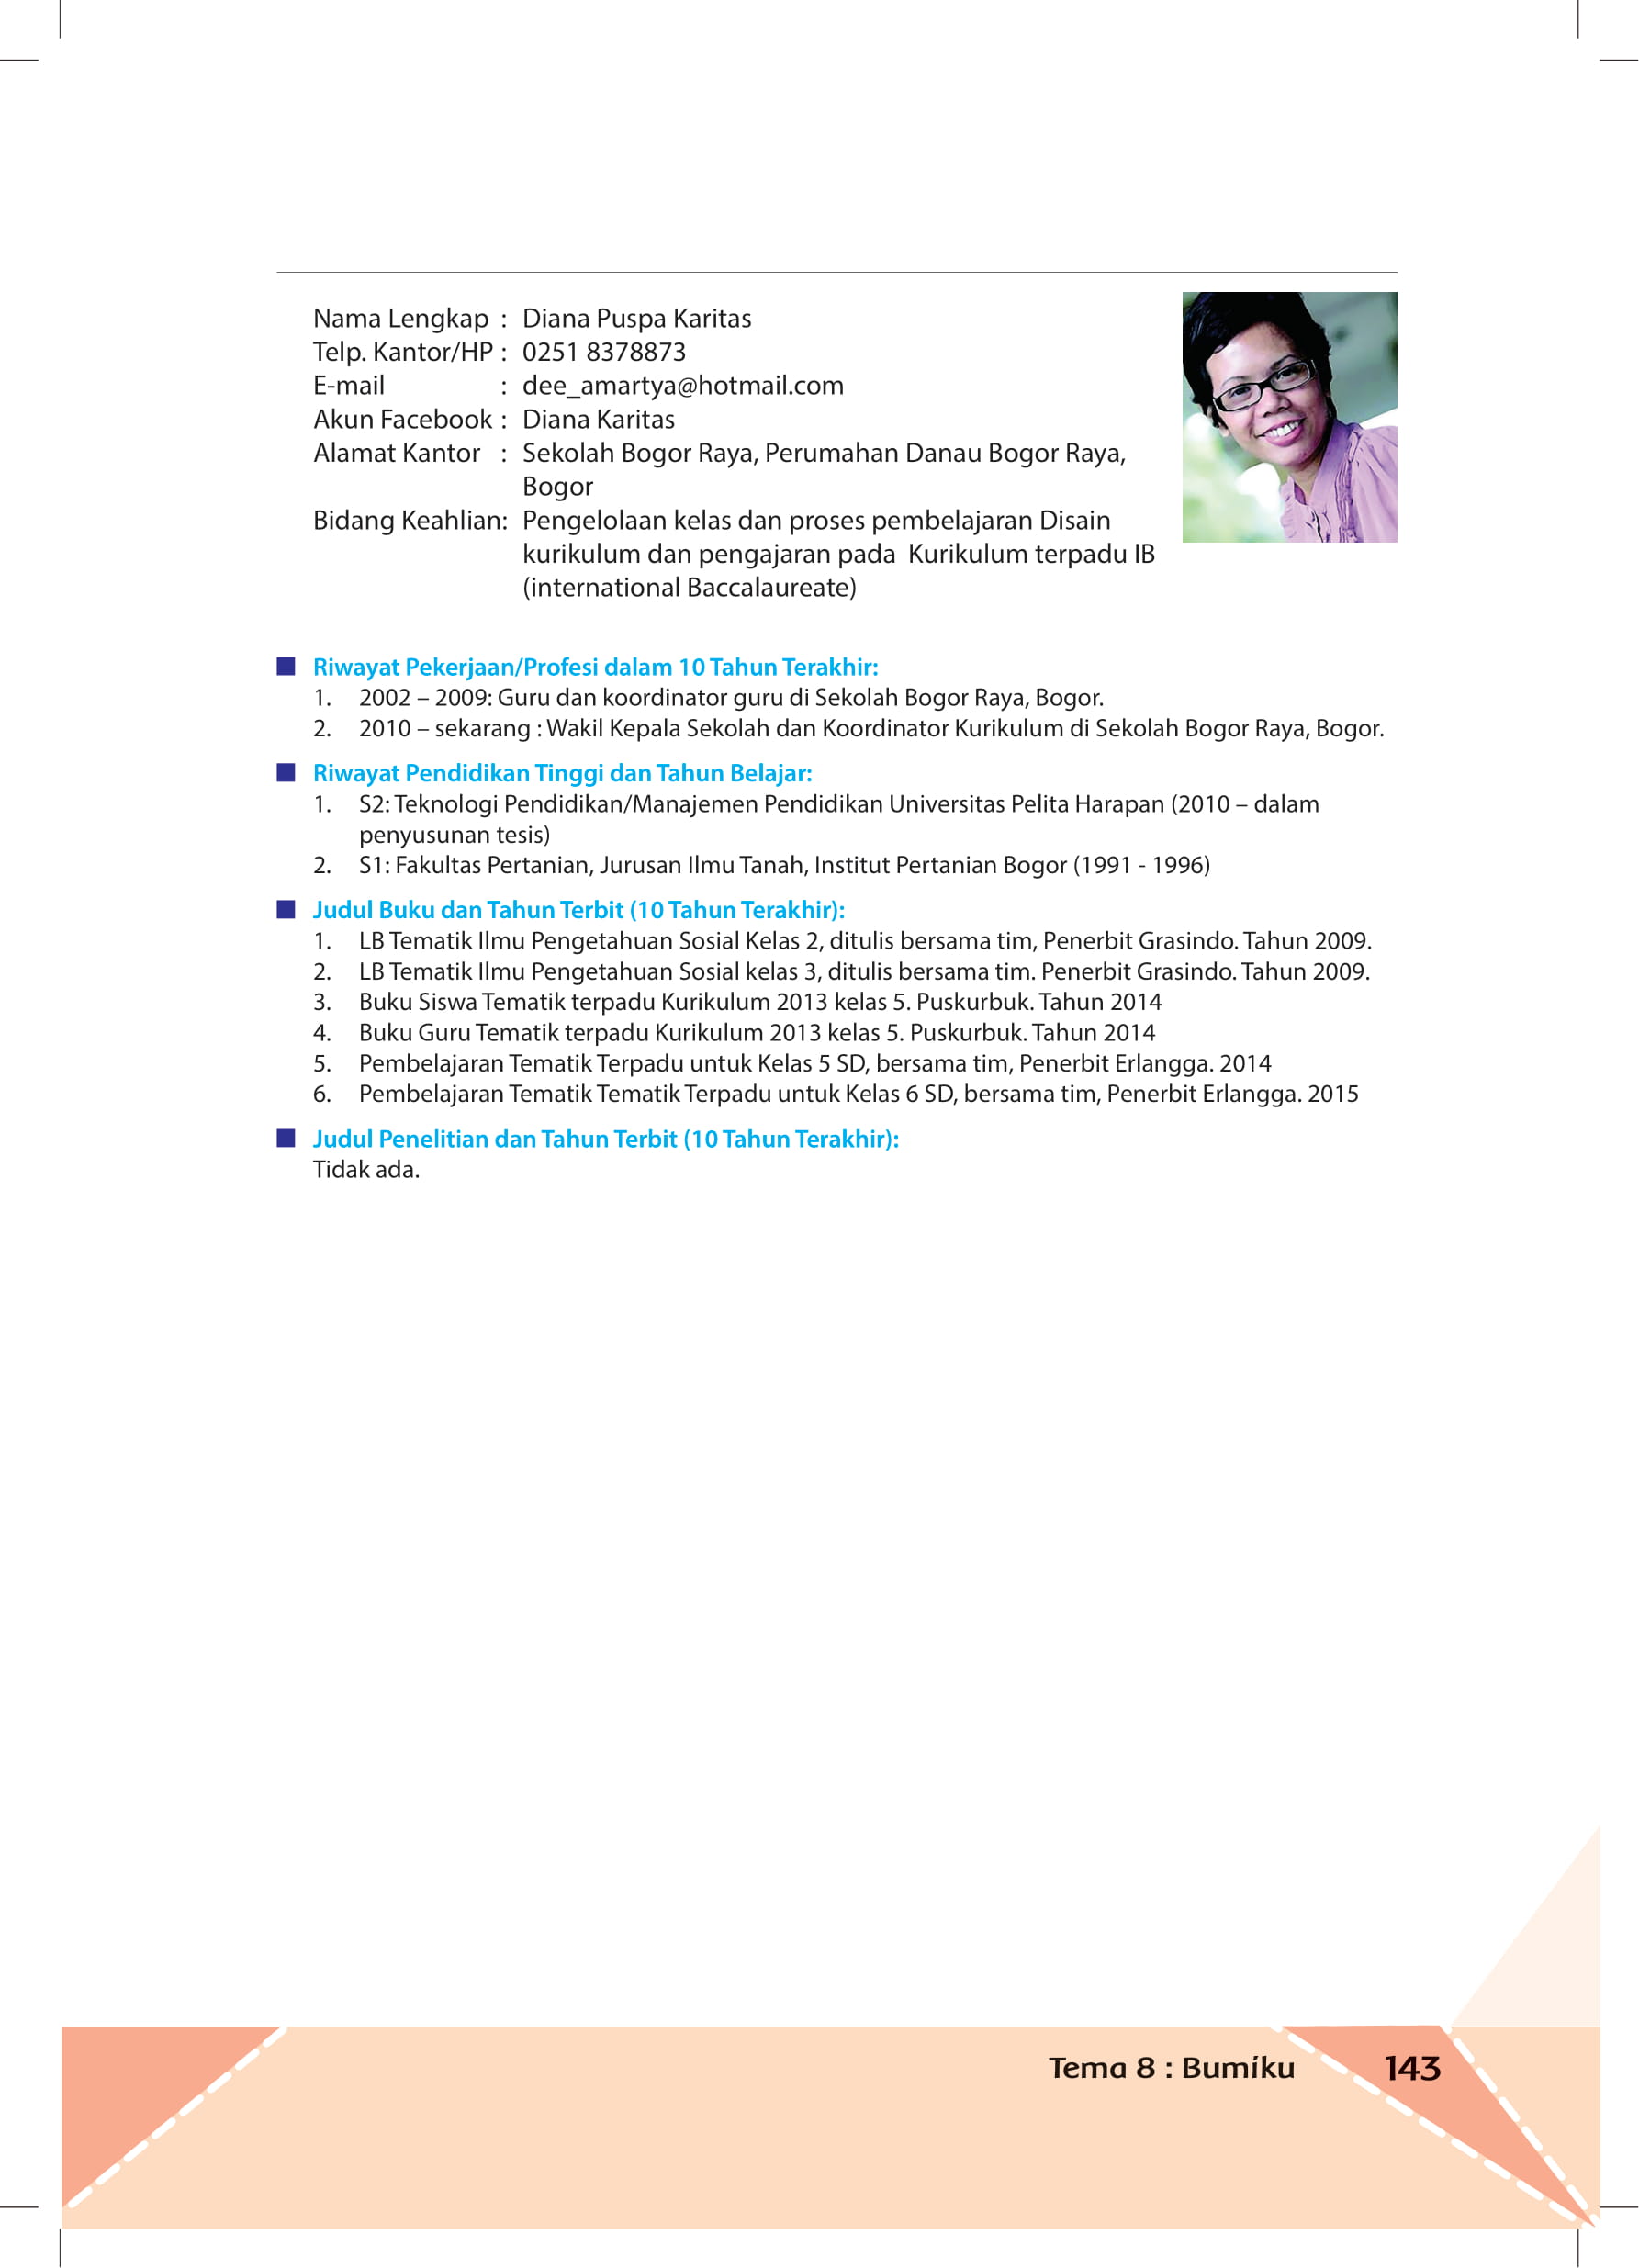 Nama Lengkap : Diana Puspa Karitas
Telp. Kantor/HP : 0251 8378873
E-mail : dee_amartya@hotmail.com
Akun Facebook : Diana Karitas
Alamat Kantor : Sekolah Bogor Raya, Perumahan Danau Bogor Raya,
Bogor
Bidang Keahlian: Pengelolaan kelas dan proses pembelajaran Disain
kurikulum dan pengajaran pada Kurikulum terpadu IB
(international Baccalaureate)
Riwayat Pekerjaan/Profesi dalam 10 Tahun Terakhir:
1. 2002 – 2009: Guru dan koordinator guru di Sekolah Bogor Raya, Bogor.
2. 2010 – sekarang : Wakil Kepala Sekolah dan Koordinator Kurikulum di Sekolah Bogor Raya, Bogor.
Riwayat Pendidikan Tinggi dan Tahun Belajar:
1. S2: Teknologi Pendidikan/Manajemen Pendidikan Universitas Pelita Harapan (2010 – dalam
penyusunan tesis)
2. S1: Fakultas Pertanian, Jurusan Ilmu Tanah, Institut Pertanian Bogor (1991 - 1996)
Judul Buku dan Tahun Terbit (10 Tahun Terakhir):
1. LB Tematik Ilmu Pengetahuan Sosial Kelas 2, ditulis bersama tim, Penerbit Grasindo. Tahun 2009.
2. LB Tematik Ilmu Pengetahuan Sosial kelas 3, ditulis bersama tim. Penerbit Grasindo. Tahun 2009.
3. Buku Siswa Tematik terpadu Kurikulum 2013 kelas 5. Puskurbuk. Tahun 2014
4. Buku Guru Tematik terpadu Kurikulum 2013 kelas 5. Puskurbuk. Tahun 2014
5. Pembelajaran Tematik Terpadu untuk Kelas 5 SD, bersama tim, Penerbit Erlangga. 2014
6. Pembelajaran Tematik Tematik Terpadu untuk Kelas 6 SD, bersama tim, Penerbit Erlangga. 2015
Judul Penelitian dan Tahun Terbit (10 Tahun Terakhir):
Tidak ada.
Tema 8 : Bumiku 143